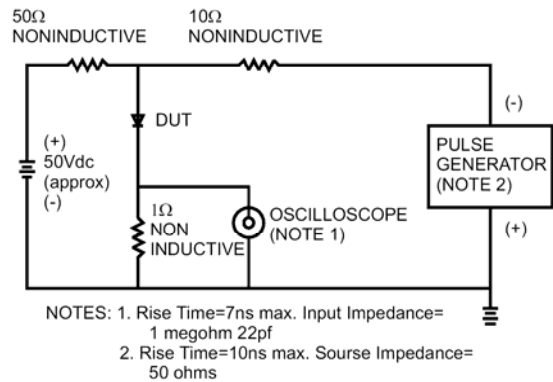 50Ω
NONINDUCTIVE
10Ω
NONINDUCTIVE
(+)
50Vdc
(approx)
(-)
DUT
1Ω
NON
INDUCTIVE
OSCILLOSCOPE
(NOTE 1)
(-)
PULSE
GENERATOR
(NOTE 2)
(+)
NOTES: 1. Rise Time=7ns max. Input Impedance=
1 megohm 22pf
2. Rise Time=10ns max. Sourse Impedance=
50 ohms